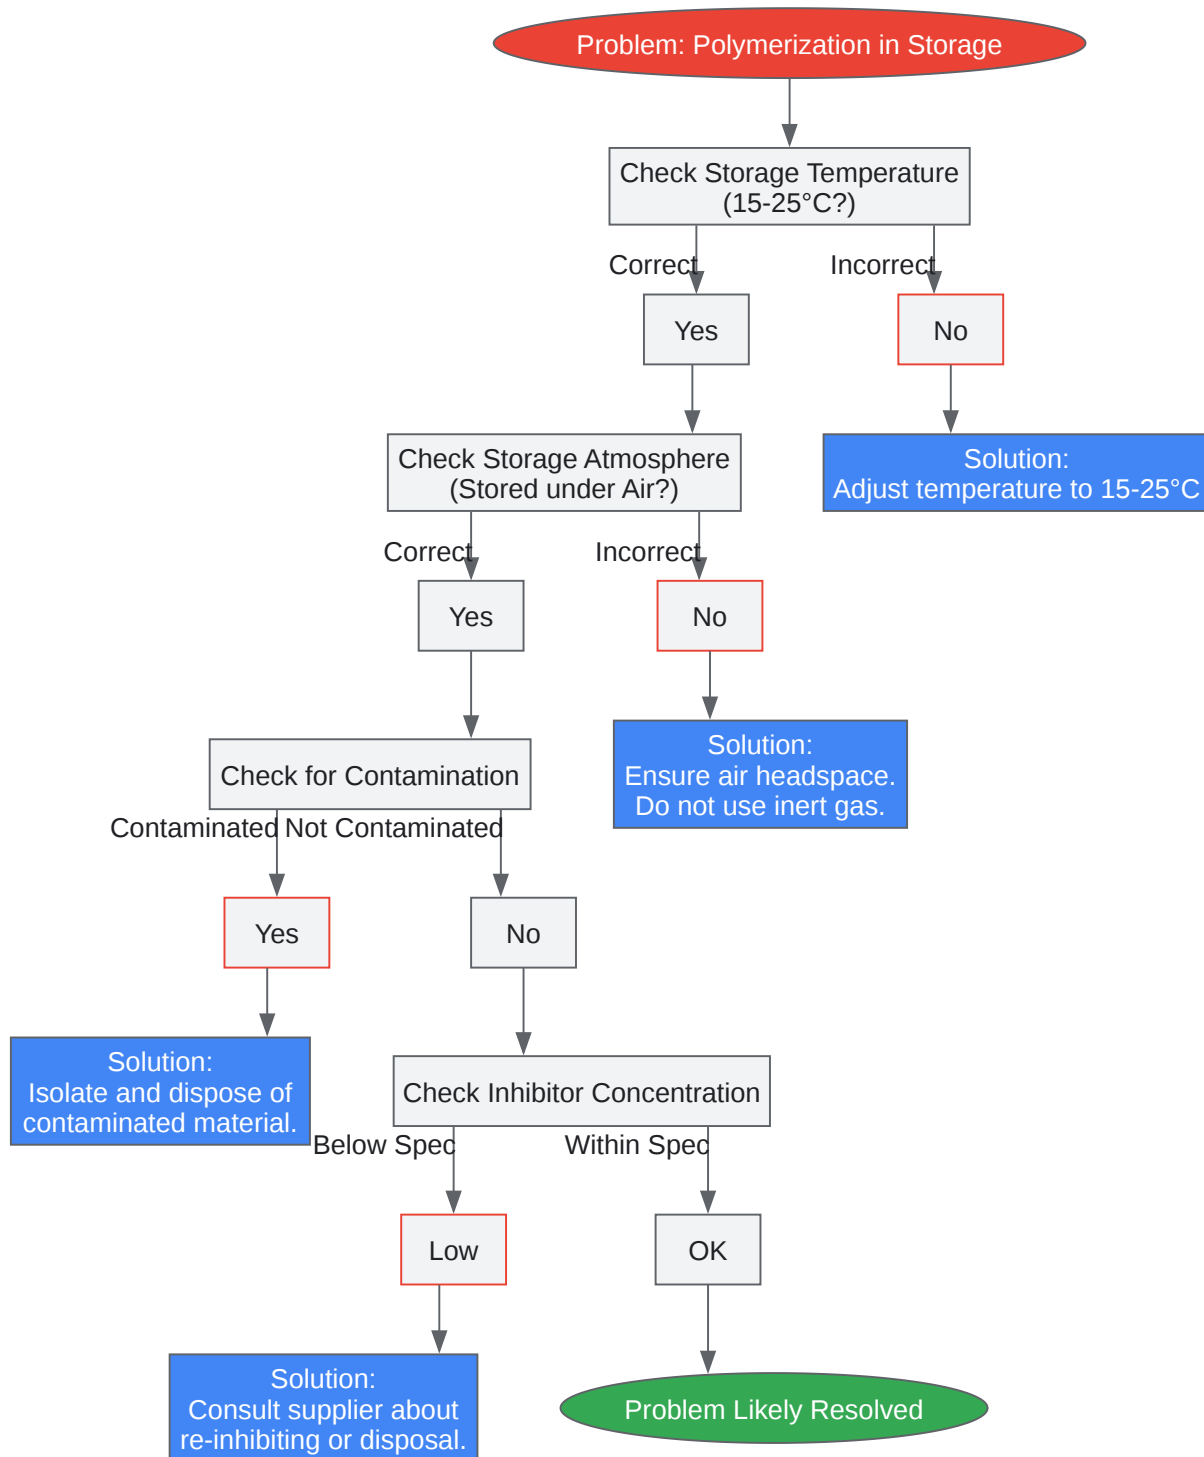 Problem: Polymerization in Storage
Check Storage Temperature
(15-25°C?)
Correct
Incorrect
Yes
No
Check Storage Atmosphere
(Stored under Air?)
Solution:
Adjust temperature to 15-25°C
Correct
Incorrect
Yes
No
Check for Contamination
Solution:
Ensure air headspace.
Do not use inert gas.
Contaminated
Not Contaminated
Yes
No
Solution:
Isolate and dispose of
contaminated material.
Check Inhibitor Concentration
Below Spec
Within Spec
Low
OK
Solution:
Consult supplier about
re-inhibiting or disposal.
Problem Likely Resolved